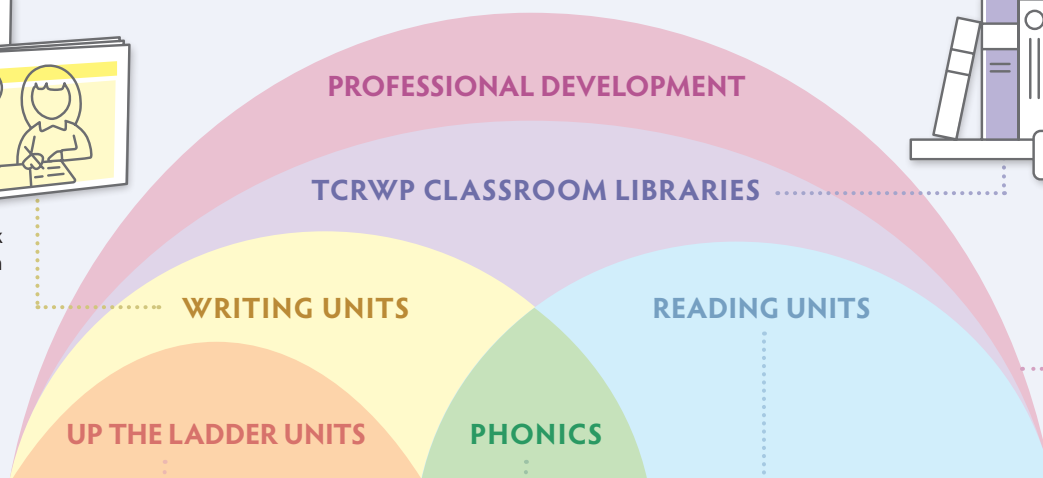 PROFESSIONAL DEVELOPMENT
TCRWP CLASSROOM LIBRARIES
WRITING UNITS
READING UNITS
UP THE LADDER UNITS
PHONICS